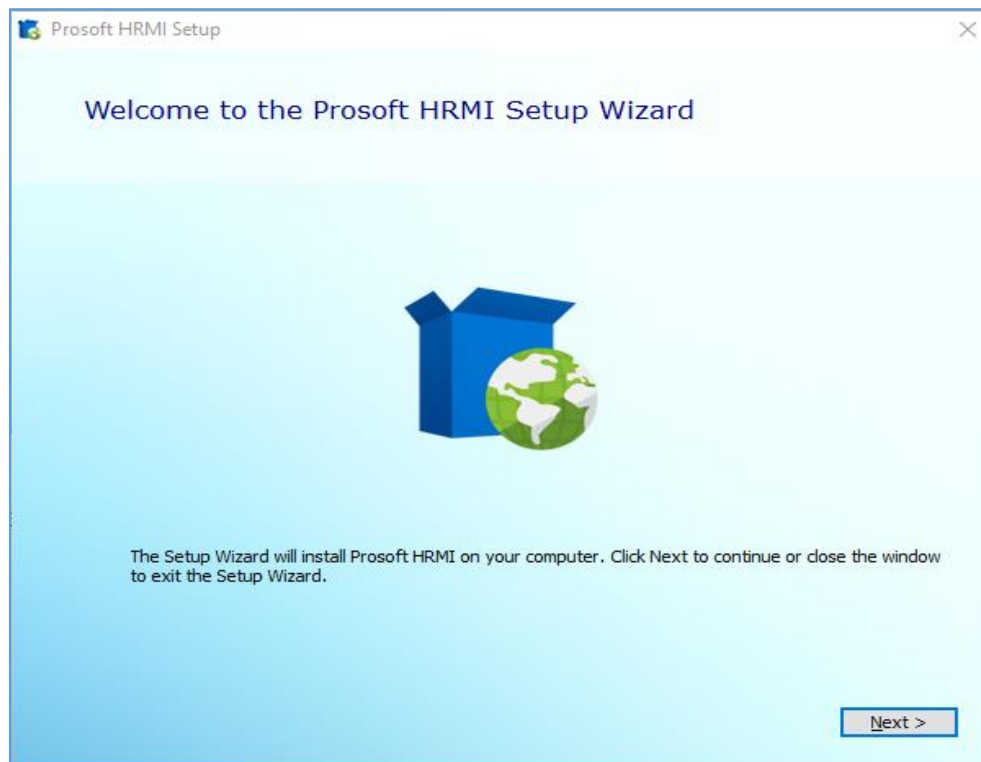 Prosoft HRMI Setup
Welcome to the Prosoft HRMI Setup Wizard
The Setup Wizard will install Prosoft HRMI on your computer. Click Next to continue or close the window
to exit the Setup Wizard.
Next >